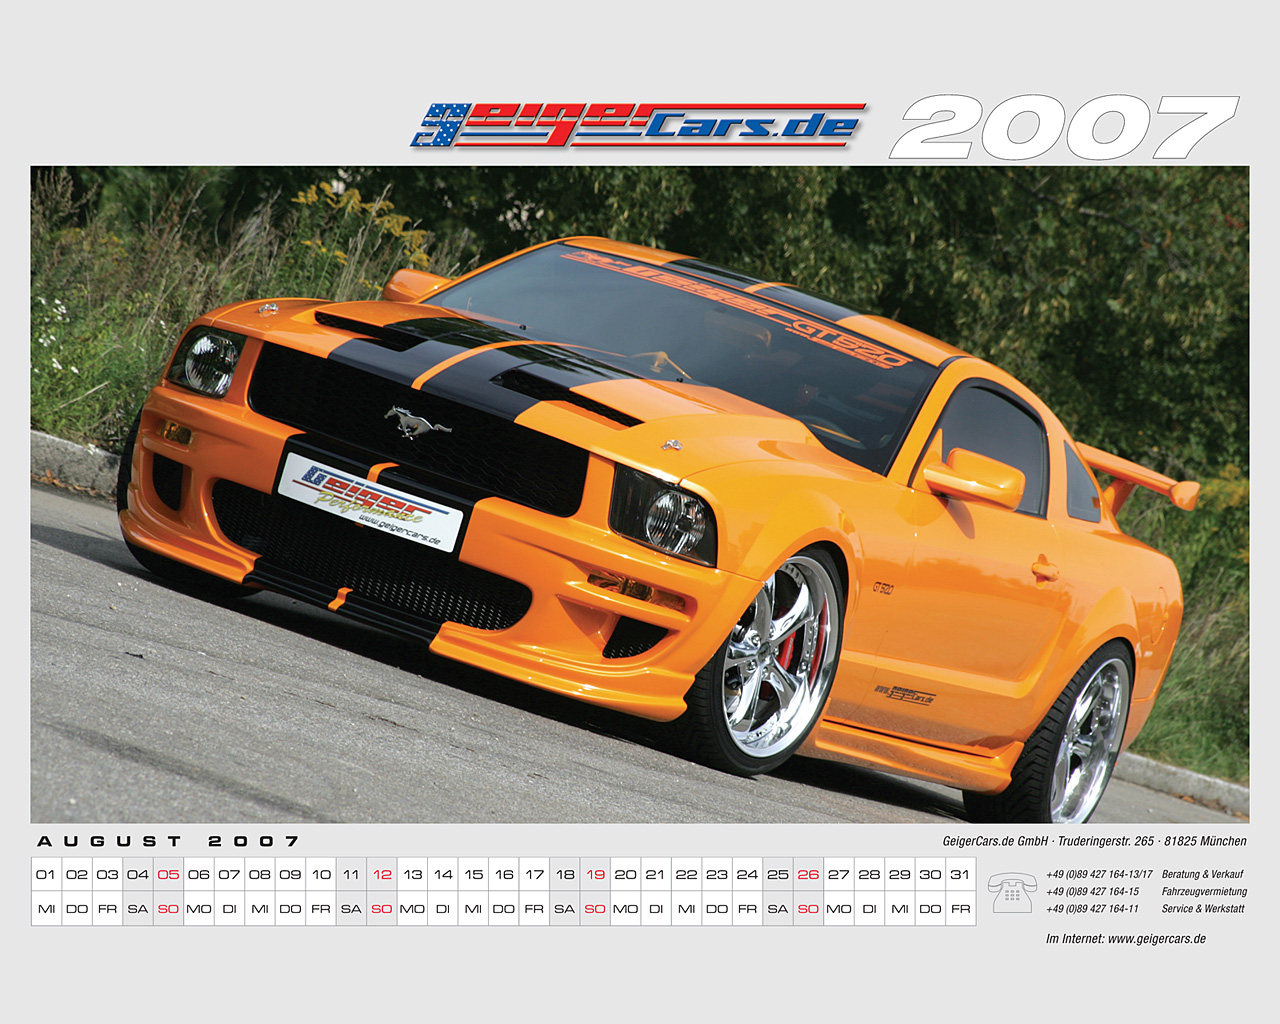 geigerCars.de 2007
Geiger GT 520
Geiger
Performance
www.geigercars.de
GT 520
geigerCars.de
AUGUST 2007
GeigerCars.de GmbH · Truderingerstr. 265 · 81825 München
01 02 03 04 05 06 07 08 09 10 11 12 13 14 15 16 17 18 19 20 21 22 23 24 25 26 27 28 29 30 31
MI DO FR SA SO MO DI MI DO FR SA SO MO DI MI DO FR SA SO MO DI MI DO FR SA SO MO DI MI DO FR
+49 (0)89 427 164-13/17 Beratung & Verkauf
+49 (0)89 427 164-15 Fahrzeugvermietung
+49 (0)89 427 164-11 Service & Werkstatt
Im Internet: www.geigercars.de